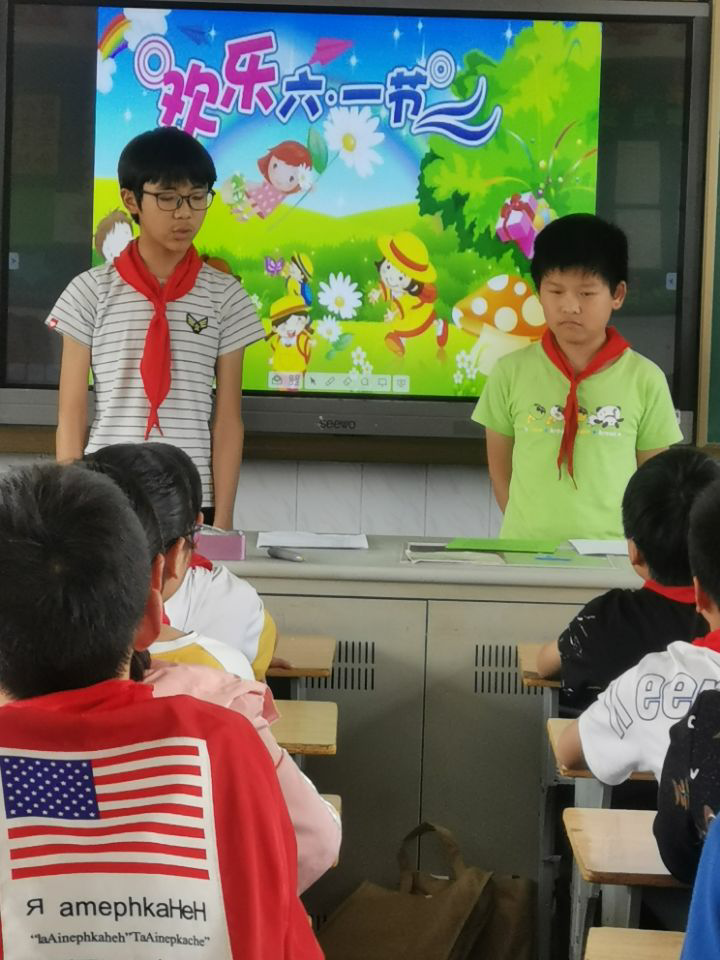 欢乐六·一节
seewo
Я amephkaHeH
“laAinephkaheh”TaAinepkache”